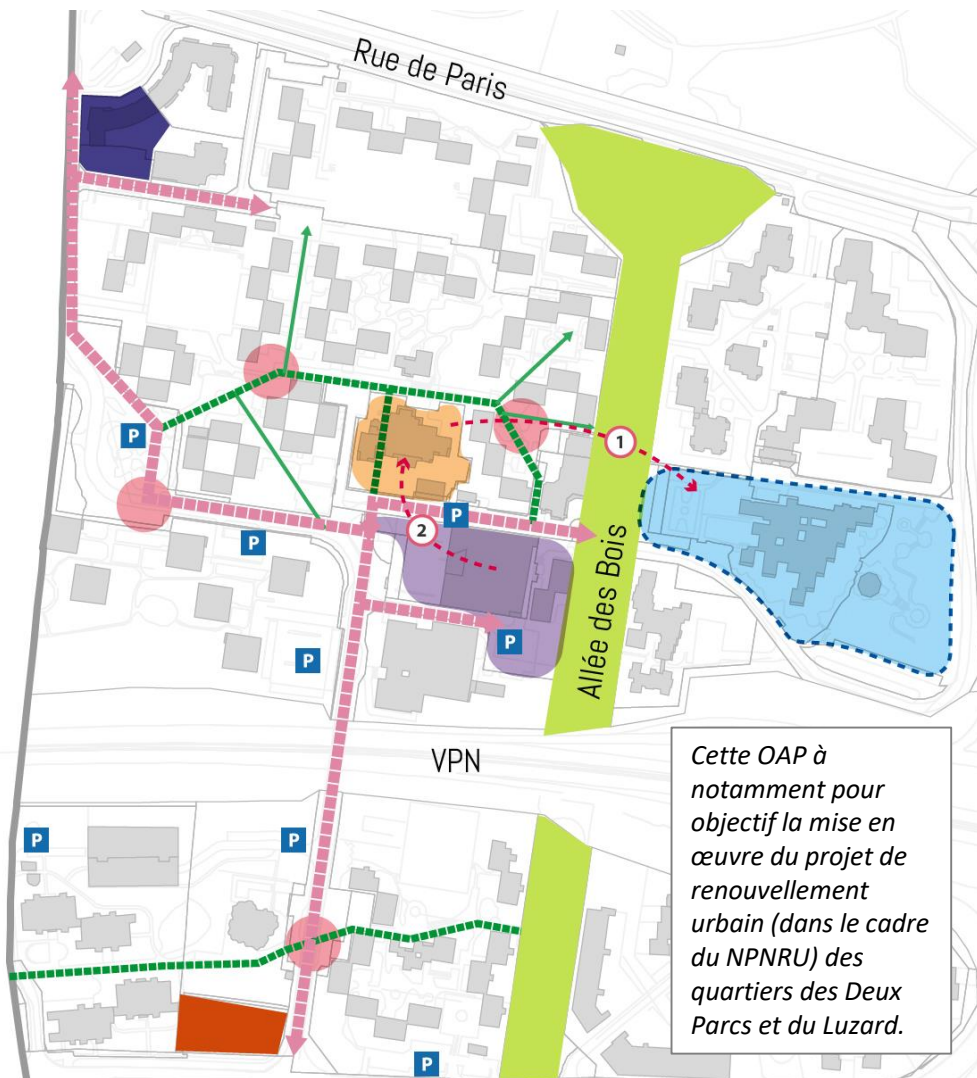 Rue de Paris
P
1
P
P
2
Allée des Bois
P
P
VPN
P
P
P
Cette OAP à
notamment pour
objectif la mise en
œuvre du projet de
renouvellement
urbain (dans le cadre
du NPNRU) des
quartiers des Deux
Parcs et du Luzard.